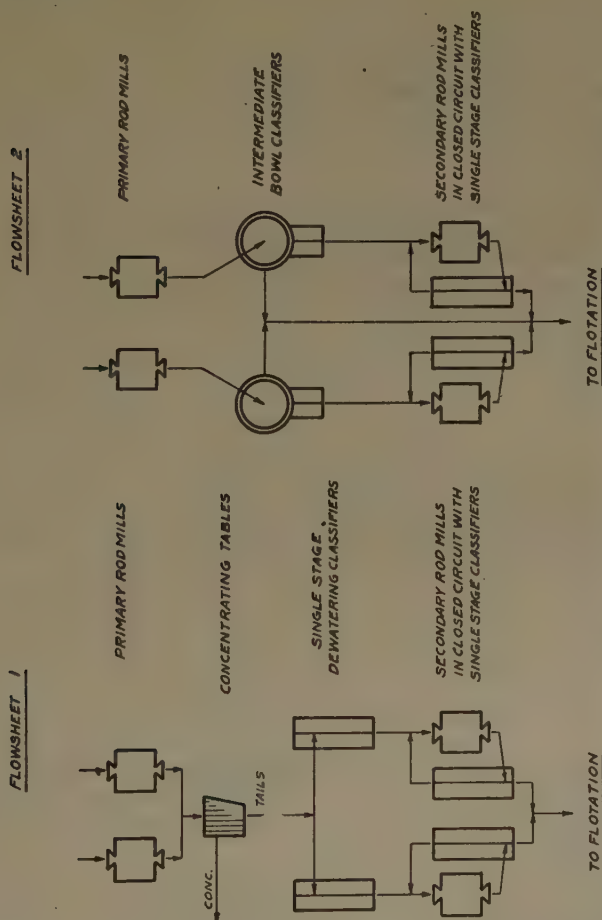 FLOWSHEET 1
PRIMARY ROD MILLS
CONCENTRATING TABLES
CONC.
TAILS
SINGLE STAGE
DEWATERING CLASSIFIERS
SECONDARY ROD MILLS
IN CLOSED CIRCUIT WITH
SINGLE STAGE CLASSIFIERS
TO FLOTATION
FLOWSHEET 2
PRIMARY ROD MILLS
INTERMEDIATE
BOWL CLASSIFIERS
SECONDARY ROD MILLS
IN CLOSED CIRCUIT WITH
SINGLE STAGE CLASSIFIERS
TO FLOTATION